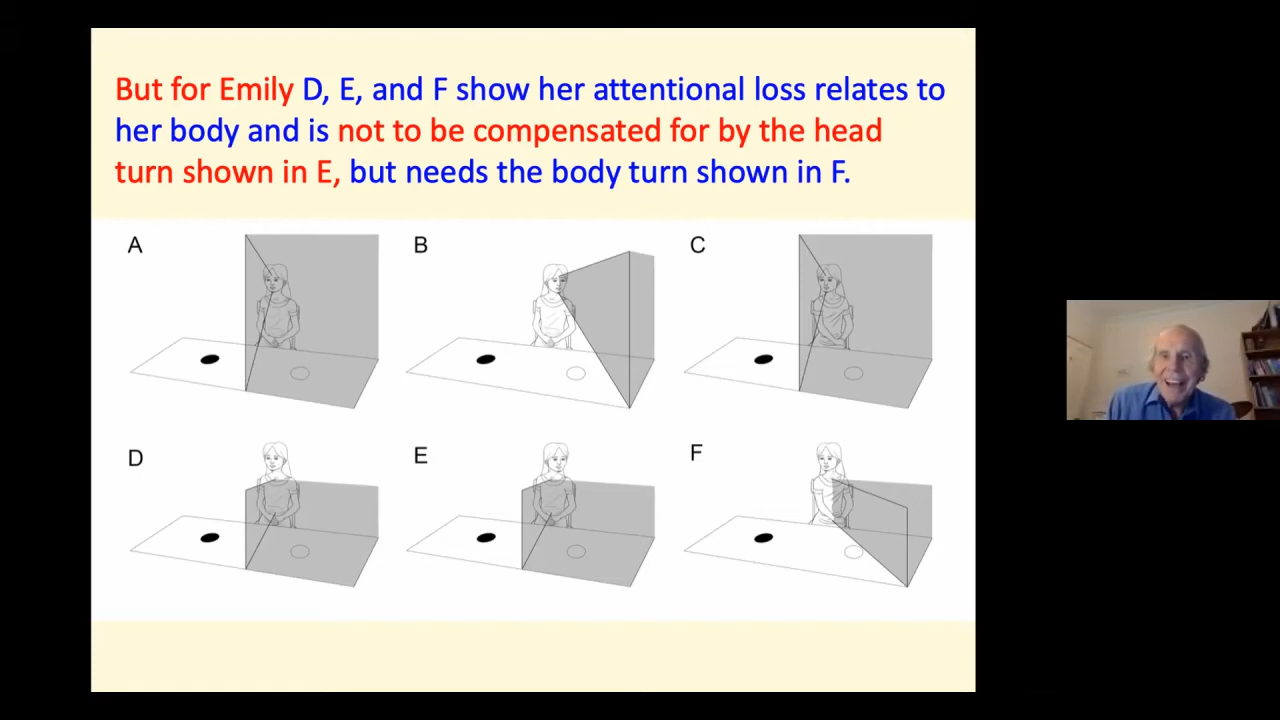 But for Emily D, E, and F show her attentional loss relates to
her body and is not to be compensated for by the head
turn shown in E, but needs the body turn shown in F.
A
B
C
D
E
F